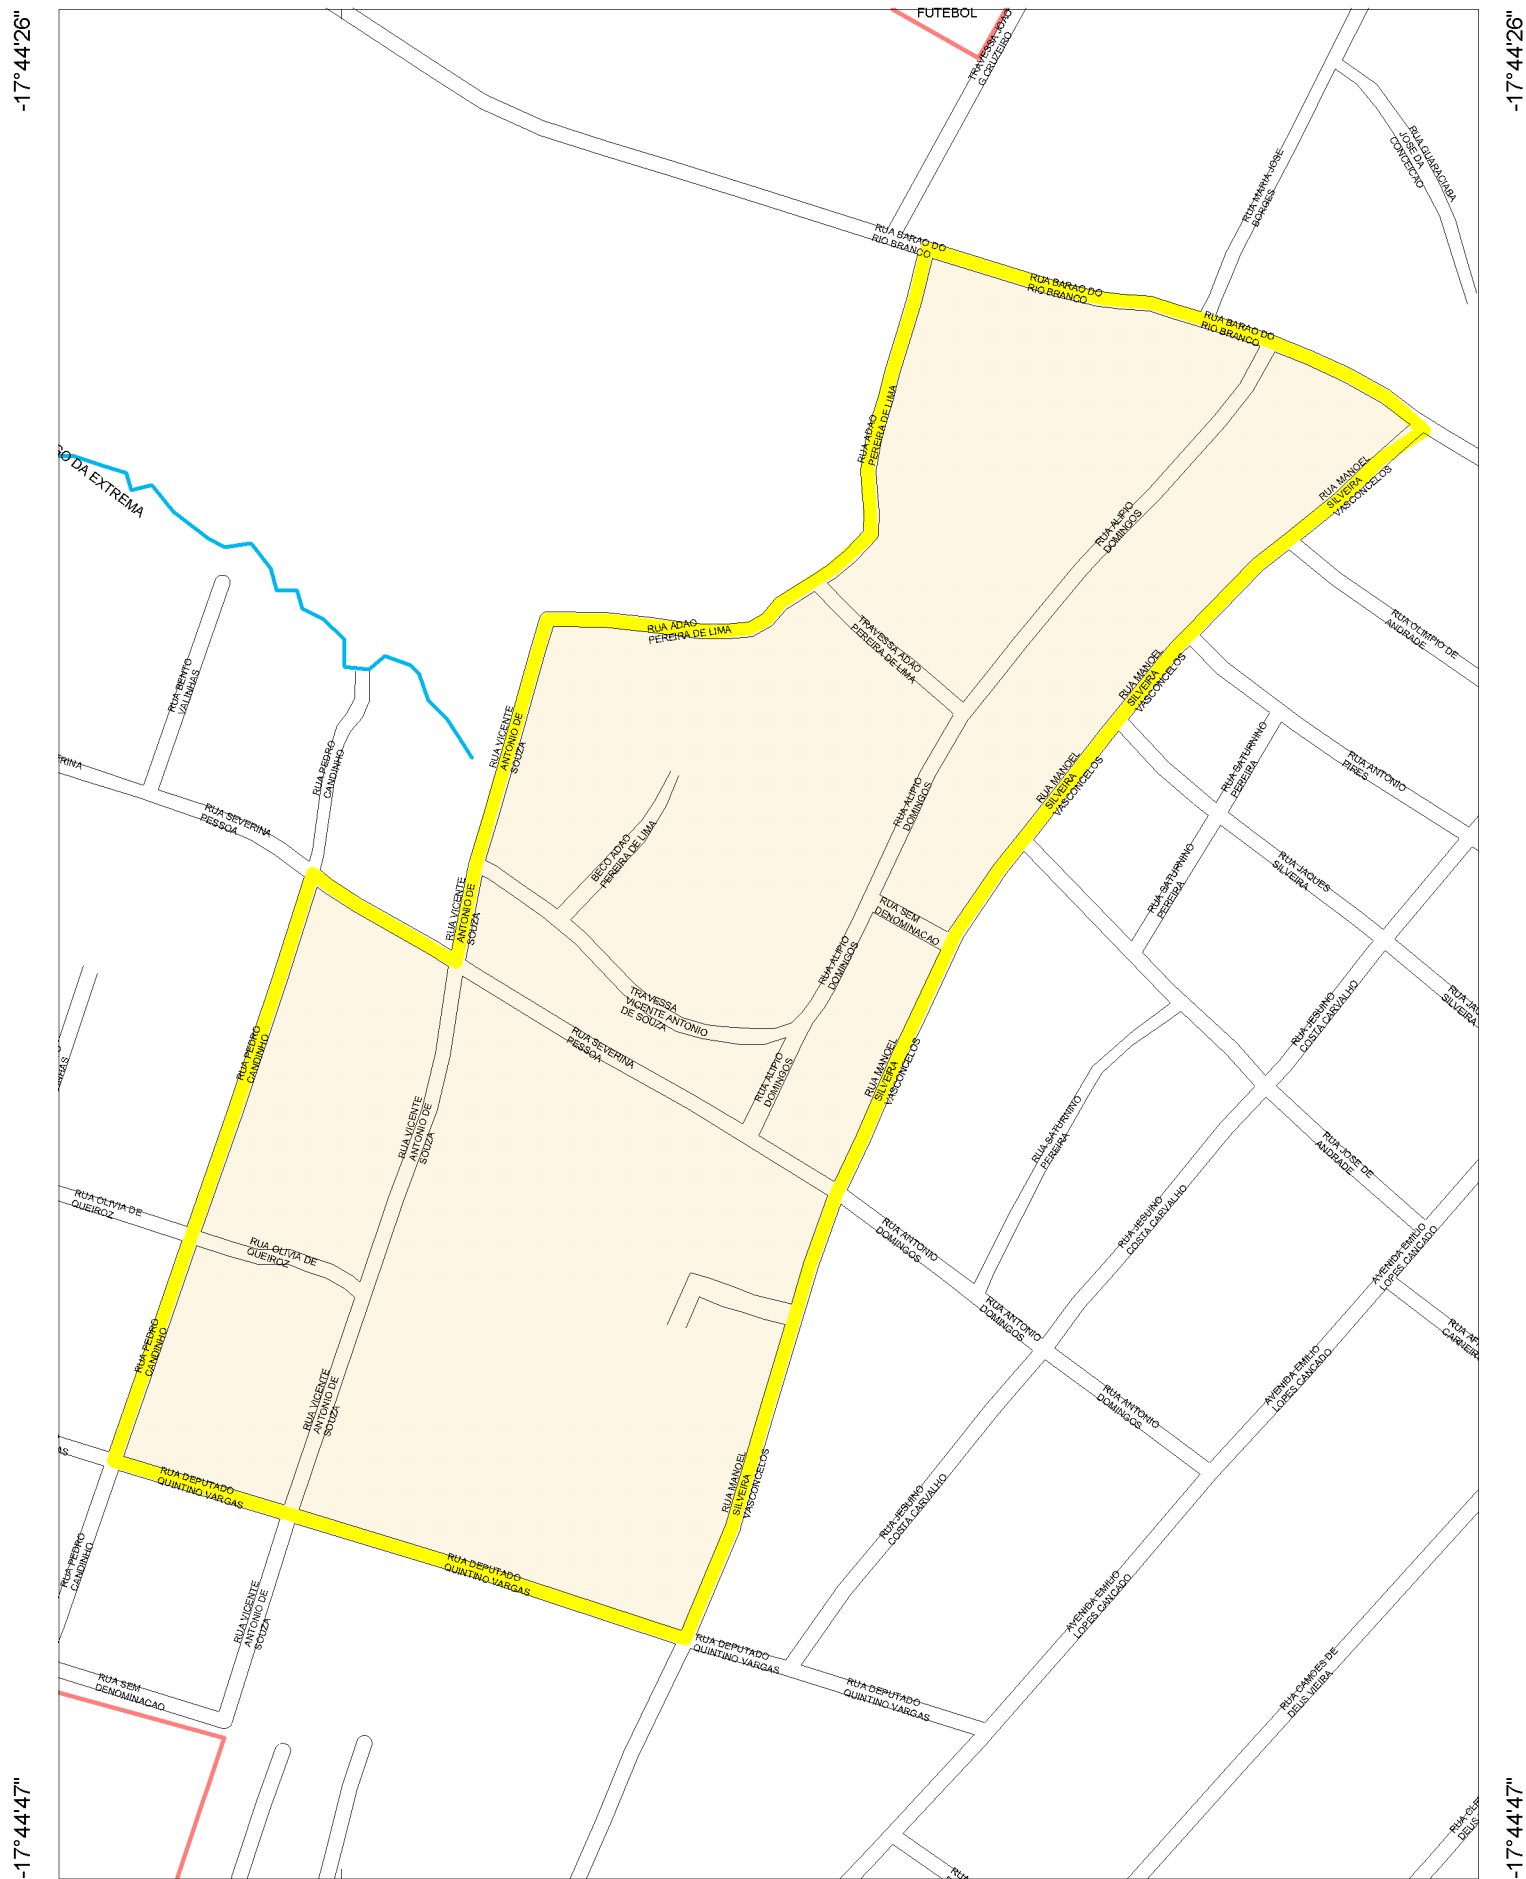 -17°44'26"
-17°44'26"
FUTEBOL
TRAVESSA JOAO
G.CRUZEIRO
RUA GUARACIABA
JOSE DA
CONCEICAO
RUA MARIA JOSE
BORGES
RUA BARAO DO
RIO BRANCO
RUA BARAO DO
RIO BRANCO
RUA BARAO DO
RIO BRANCO
RUA ADAO
PEREIRA DE LIMA
DA EXTREMA
RUA MANOEL
SILVEIRA
VASCONCELOS
RUA ALIPIO
DOMINGOS
RUA OLIMPIO DE
ANDRADE
RUA ADAO
PEREIRA DE LIMA
TRAVESSA ADAO
PEREIRA DE LIMA
RUA MANOEL
SILVEIRA
VASCONCELOS
RUA BENTO
VALINHAS
RUA VICENTE
ANTONIO DE
SOUZA
RUA PEDRO
CANDINHO
RUA SATURNINO
PEREIRA
RUA ANTONIO
PIRES
RUA MANOEL
SILVEIRA
VASCONCELOS
RUA ALIPIO
DOMINGOS
RUA SEVERINA
PESSOA
BECO ADAO
PEREIRA DE LIMA
RUA SATURNINO
PEREIRA
RUA JAQUES
SILVEIRA
RUA VICENTE
ANTONIO DE
SOUZA
RUA SEM
DENOMINACAO
RUA ALIPIO
DOMINGOS
TRAVESSA
VICENTE ANTONIO
DE SOUZA
RUA JESUINO
COSTA CARVALHO
RUA
SILVEIRA
RUA SEVERINA
PESSOA
RUA PEDRO
CANDINHO
RUA ALIPIO
DOMINGOS
RUA MANOEL
SILVEIRA
VASCONCELOS
RUA VICENTE
ANTONIO DE
SOUZA
RUA SATURNINO
PEREIRA
RUA JOSE DE
ANDRADE
RUA OLIVIA DE
QUEIROZ
RUA OLIVIA DE
QUEIROZ
RUA ANTONIO
DOMINGOS
RUA JESUINO
COSTA CARVALHO
AVENIDA EMILIO
LOPES CANCADO
RUA PEDRO
CANDINHO
RUA ANTONIO
DOMINGOS
RUA
RUA VICENTE
ANTONIO DE
SOUZA
AVENIDA EMILIO
LOPES CANCADO
RUA ANTONIO
DOMINGOS
RUA DEPUTADO
QUINTINO VARGAS
RUA MANOEL
SILVEIRA
VASCONCELOS
RUA JESUINO
COSTA CARVALHO
RUA PEDRO
CANDINHO
RUA DEPUTADO
QUINTINO VARGAS
RUA VICENTE
ANTONIO DE
SOUZA
AVENIDA EMILIO
LOPES CANCADO
RUA DEPUTADO
QUINTINO VARGAS
RUA SEM
DENOMINACAO
RUA DEPUTADO
QUINTINO VARGAS
RUA CAMOES DE
DEUS VIEIRA
RUA
DEUS
-17°44'47"
-17°44'47"